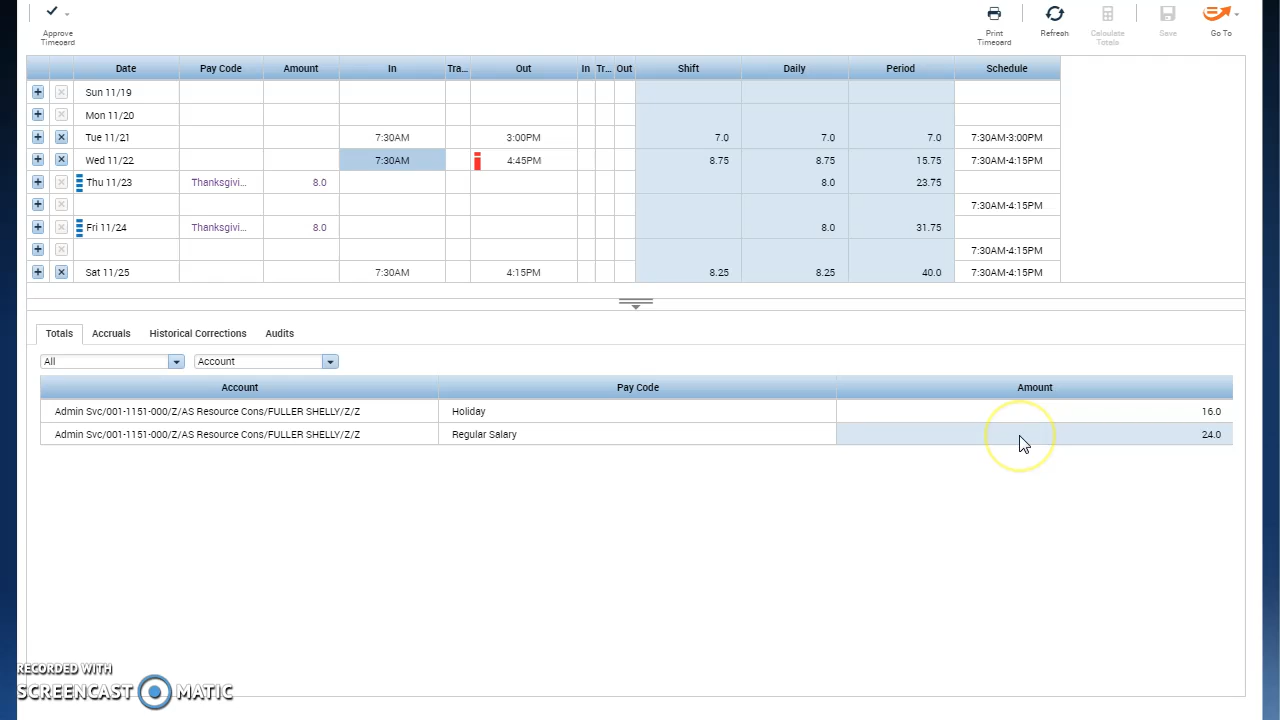 Approve
Timecard
Print
Timecard
Refresh
Calculate
Totals
Save
Go To
Date Pay Code Amount In Tra... Out In Tr... Out Shift Daily Period Schedule
Sun 11/19
Mon 11/20
Tue 11/21 7:30AM 3:00PM 7.0 7.0 7.0 7:30AM-3:00PM
Wed 11/22 7:30AM 4:45PM 8.75 8.75 15.75 7:30AM-4:15PM
Thu 11/23 Thanksgivi... 8.0 8.0 23.75
7:30AM-4:15PM
Fri 11/24 Thanksgivi... 8.0 8.0 31.75
7:30AM-4:15PM
Sat 11/25 7:30AM 4:15PM 8.25 8.25 40.0 7:30AM-4:15PM
Totals Accruals Historical Corrections Audits
All Account
Account Pay Code Amount
Admin Svc/001-1151-000/Z/AS Resource Cons/FULLER SHELLY/Z/Z Holiday 16.0
Admin Svc/001-1151-000/Z/AS Resource Cons/FULLER SHELLY/Z/Z Regular Salary 24.0
RECORDED WITH
SCREENCAST MATIC